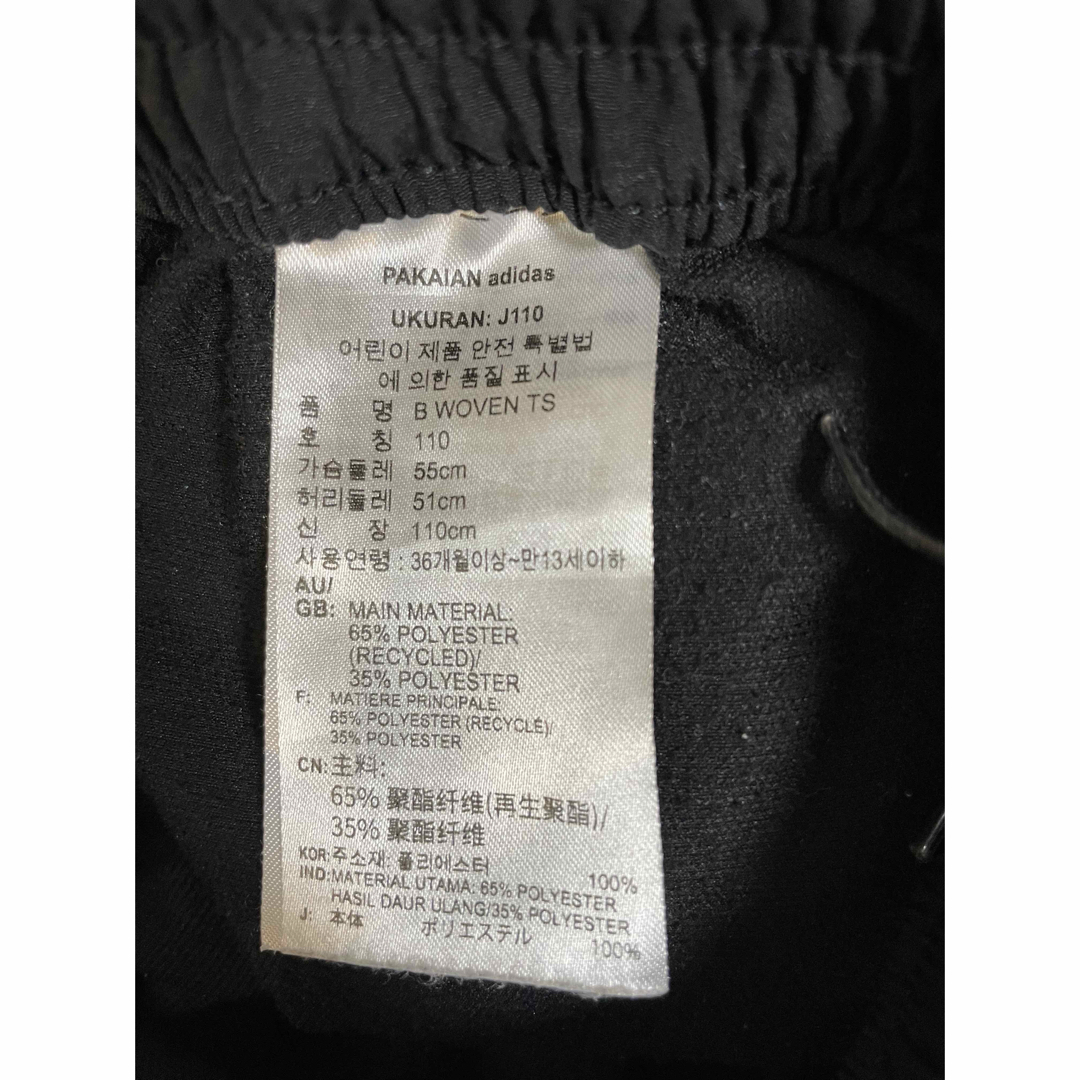 PAKAIAN adidas
UKURAN: J110
어린이 제품 안전 특별법
에 의한 품질 표시
품 명 B WOVEN TS
호 칭 110
가슴둘레 55cm
허리둘레 51cm
신 장 110cm
사용연령 : 36개월이상~만13세이하
AU/
GB: MAIN MATERIAL:
65% POLYESTER
(RECYCLED)/
35% POLYESTER
F: MATIERE PRINCIPALE:
65% POLYESTER (RECYCLÉ)/
35% POLYESTER
CN: 主料:
65% 聚酯纤维(再生聚酯)/
35% 聚酯纤维
KOR: 주소재: 폴리에스터 100%
IND: MATERIAL UTAMA: 65% POLYESTER
HASIL DAUR ULANG/35% POLYESTER
J: 本体 ポリエステル 100%